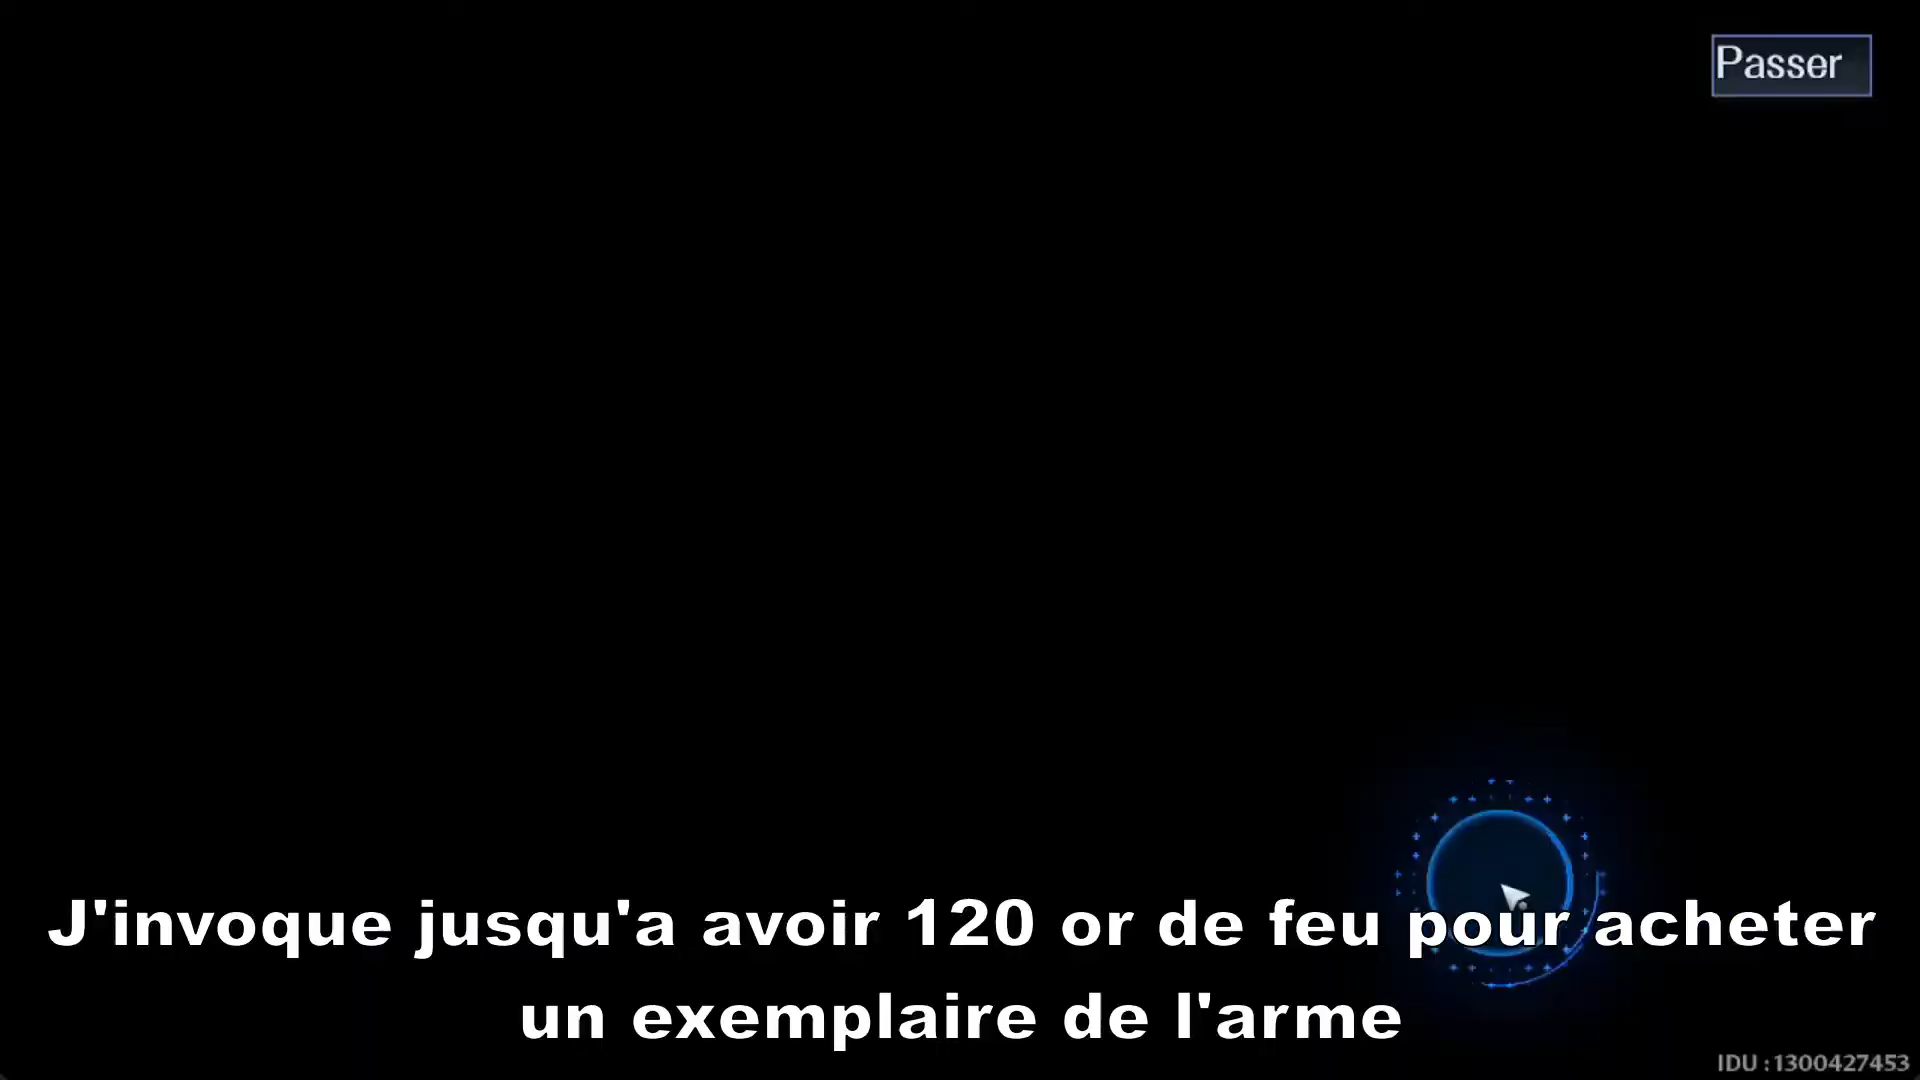 Passer
J'invoque jusqu'a avoir 120 or de feu pour acheter
un exemplaire de l'arme
IDU : 1300427453